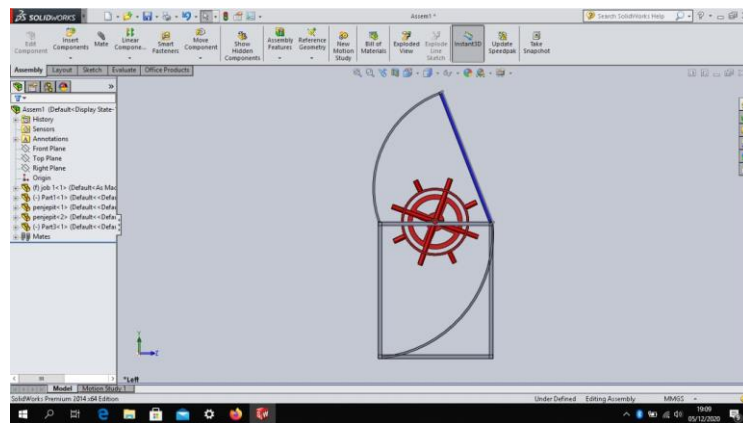 SOLIDWORKS
Assem1 *
Search SolidWorks Help
Edit Component
Insert Components
Mate
Linear Compone...
Smart Fasteners
Move Component
Show Hidden Components
Assembly Features
Reference Geometry
New Motion Study
Bill of Materials
Exploded View
Explode Line Sketch
Instant3D
Update Speedpak
Take Snapshot
Assembly Layout Sketch Evaluate Office Products
Assem1 (Default<Display State-
History
Sensors
Annotations
Front Plane
Top Plane
Right Plane
Origin
(f) job 1<1> (Default<As Mac
(-) Part1<1> (Default<<Defau
penjepit<1> (Default<<Defau
penjepit<2> (Default<<Defau
(-) Part3<1> (Default<<Defau
Mates
Y
Z
*Left
Model Motion Study 1
SolidWorks Premium 2014 x64 Edition
Under Defined Editing Assembly MMGS
19:09
05/12/2020